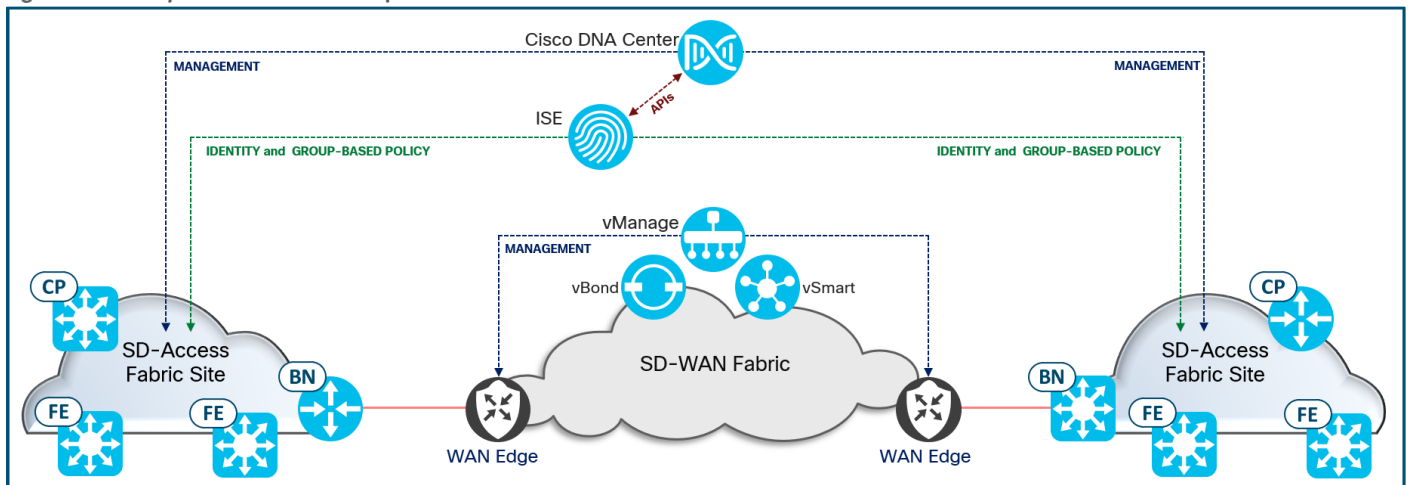 Cisco DNA Center
MANAGEMENT
MANAGEMENT
APIs
ISE
IDENTITY and GROUP-BASED POLICY
IDENTITY and GROUP-BASED POLICY
vManage
MANAGEMENT
vBond
vSmart
CP
CP
SD-Access
Fabric Site
SD-WAN Fabric
SD-Access
Fabric Site
BN
BN
FE
FE
FE
FE
WAN Edge
WAN Edge